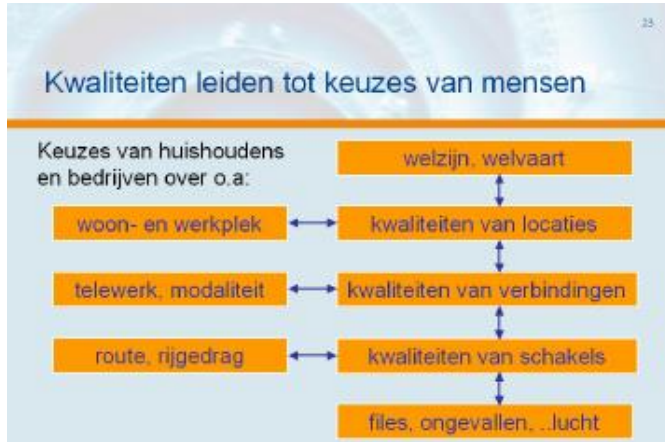 23
Kwaliteiten leiden tot keuzes van mensen
Keuzes van huishoudens
en bedrijven over o.a:
welzijn, welvaart
woon- en werkplek
kwaliteiten van locaties
telewerk, modaliteit
kwaliteiten van verbindingen
route, rijgedrag
kwaliteiten van schakels
files, ongevallen, ..lucht